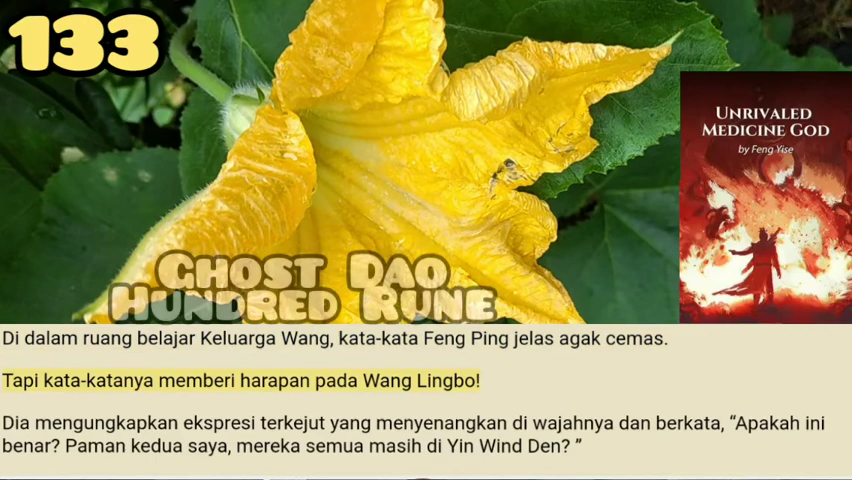 133
UNRIVALED
MEDICINE GOD
by Feng Yise
GHOST DAO
HUNDRED RUNE
Di dalam ruang belajar Keluarga Wang, kata-kata Feng Ping jelas agak cemas.
Tapi kata-katanya memberi harapan pada Wang Lingbo!
Dia mengungkapkan ekspresi terkejut yang menyenangkan di wajahnya dan berkata, “Apakah ini
benar? Paman kedua saya, mereka semua masih di Yin Wind Den? ”